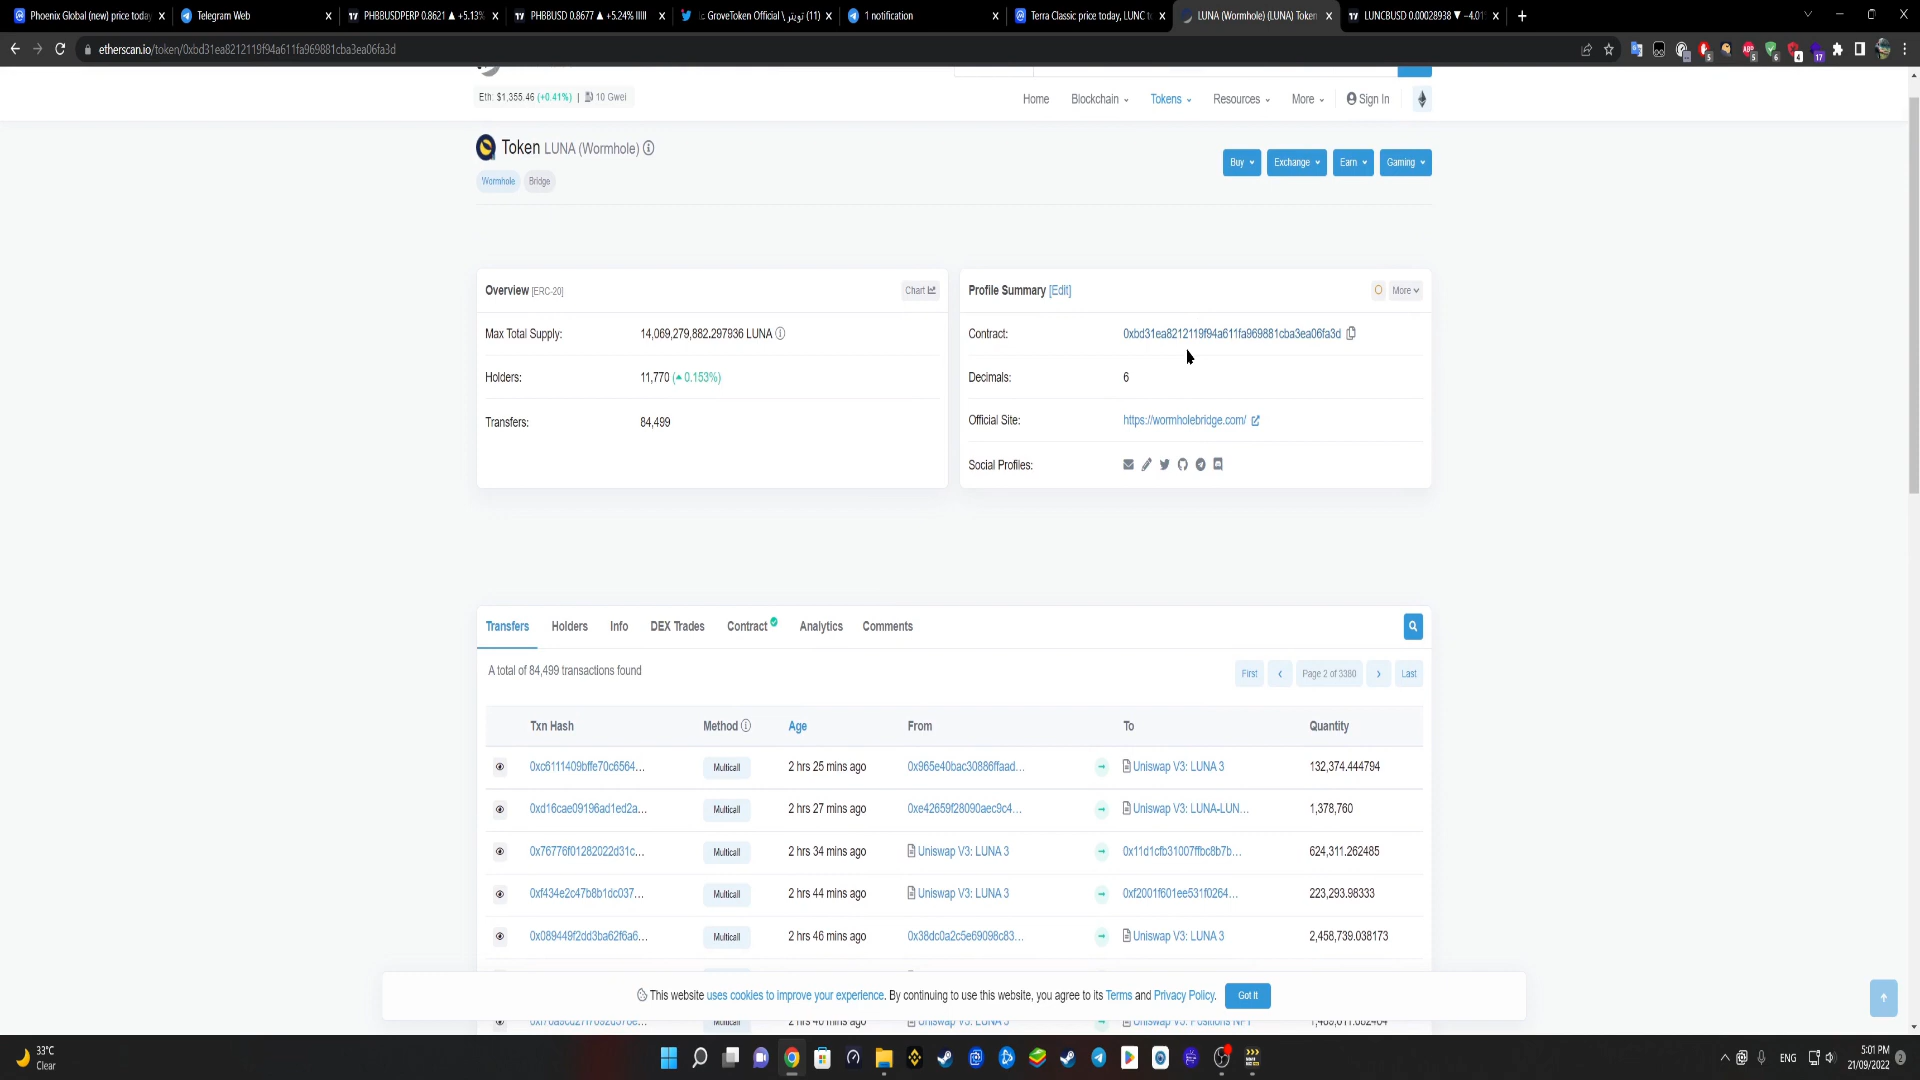 Phoenix Global (new) price today
Telegram Web
PHBBUSDPERP 0.8621 ▲ +5.13%
PHBBUSD 0.8677 ▲ +5.24%
GroveToken Official \ تويتر (11)
1 notification
Terra Classic price today, LUNC to
LUNA (Wormhole) (LUNA) Token
LUNCBUSD 0.00028938 ▼ −4.01
etherscan.io/token/0xbd31ea8212119f94a611fa969881cba3ea06fa3d
Eth: $1,355.46 (+0.41%) | 10 Gwei
Home Blockchain Tokens Resources More Sign In
Token LUNA (Wormhole)
Wormhole Bridge
Buy Exchange Earn Gaming
Overview [ERC-20] Chart
Max Total Supply: 14,069,279,882.297936 LUNA
Holders: 11,770 (0.153%)
Transfers: 84,499
Profile Summary [Edit] More
Contract: 0xbd31ea8212119f94a611fa969881cba3ea06fa3d
Decimals: 6
Official Site: https://wormholebridge.com/
Social Profiles:
Transfers Holders Info DEX Trades Contract Analytics Comments
A total of 84,499 transactions found
First Page 2 of 3380 Last
Txn Hash Method Age From To Quantity
0xc6111409bffe70c6564... Multicall 2 hrs 25 mins ago 0x965e40bac30886ffaad... Uniswap V3: LUNA 3 132,374.444794
0xd16cae09196ad1ed2a... Multicall 2 hrs 27 mins ago 0xe42659f28090aec9c4... Uniswap V3: LUNA-LUN... 1,378,760
0x76776f01282022d31c... Multicall 2 hrs 34 mins ago Uniswap V3: LUNA 3 0x11d1cfb31007ffbc8b7b... 624,311.262485
0xf434e2c47b8b1dc037... Multicall 2 hrs 44 mins ago Uniswap V3: LUNA 3 0xf2001f601ee531f0264... 223,293.98333
0x089449f2dd3ba62f6a6... Multicall 2 hrs 46 mins ago 0x38dc0a2c5e69098c83... Uniswap V3: LUNA 3 2,458,739.038173
This website uses cookies to improve your experience. By continuing to use this website, you agree to its Terms and Privacy Policy. Got It
Multicall
33°C
Clear
ENG
5:01 PM
21/09/2022